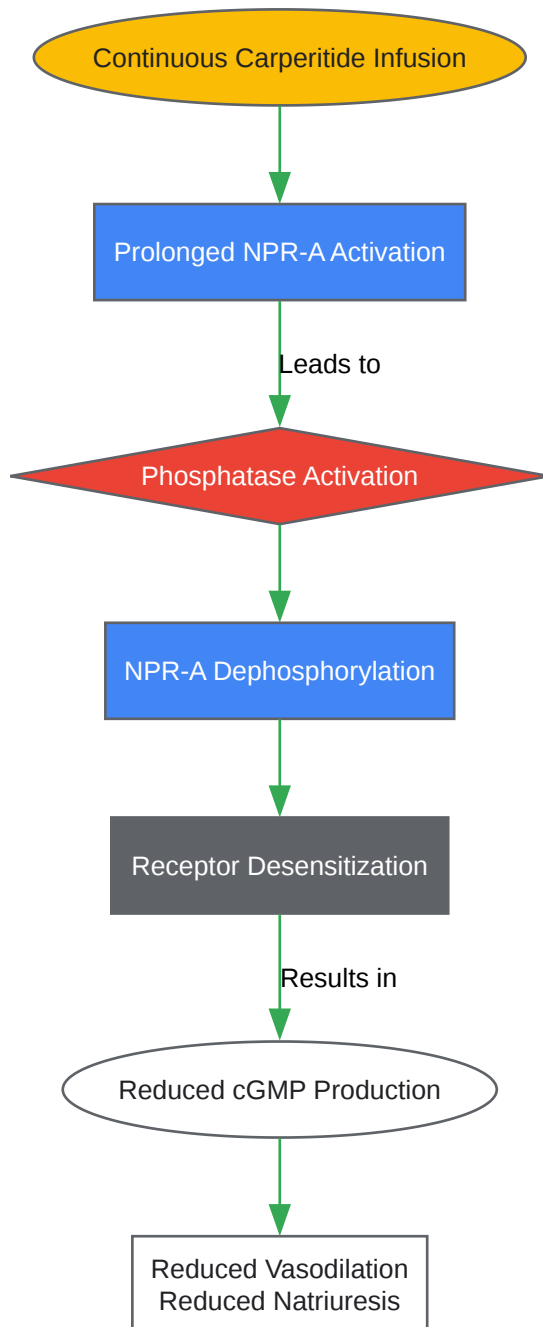 Continuous Carperitide Infusion
Prolonged NPR-A Activation
Leads to
Phosphatase Activation
NPR-A Dephosphorylation
Receptor Desensitization
Results in
Reduced cGMP Production
Reduced Vasodilation
Reduced Natriuresis